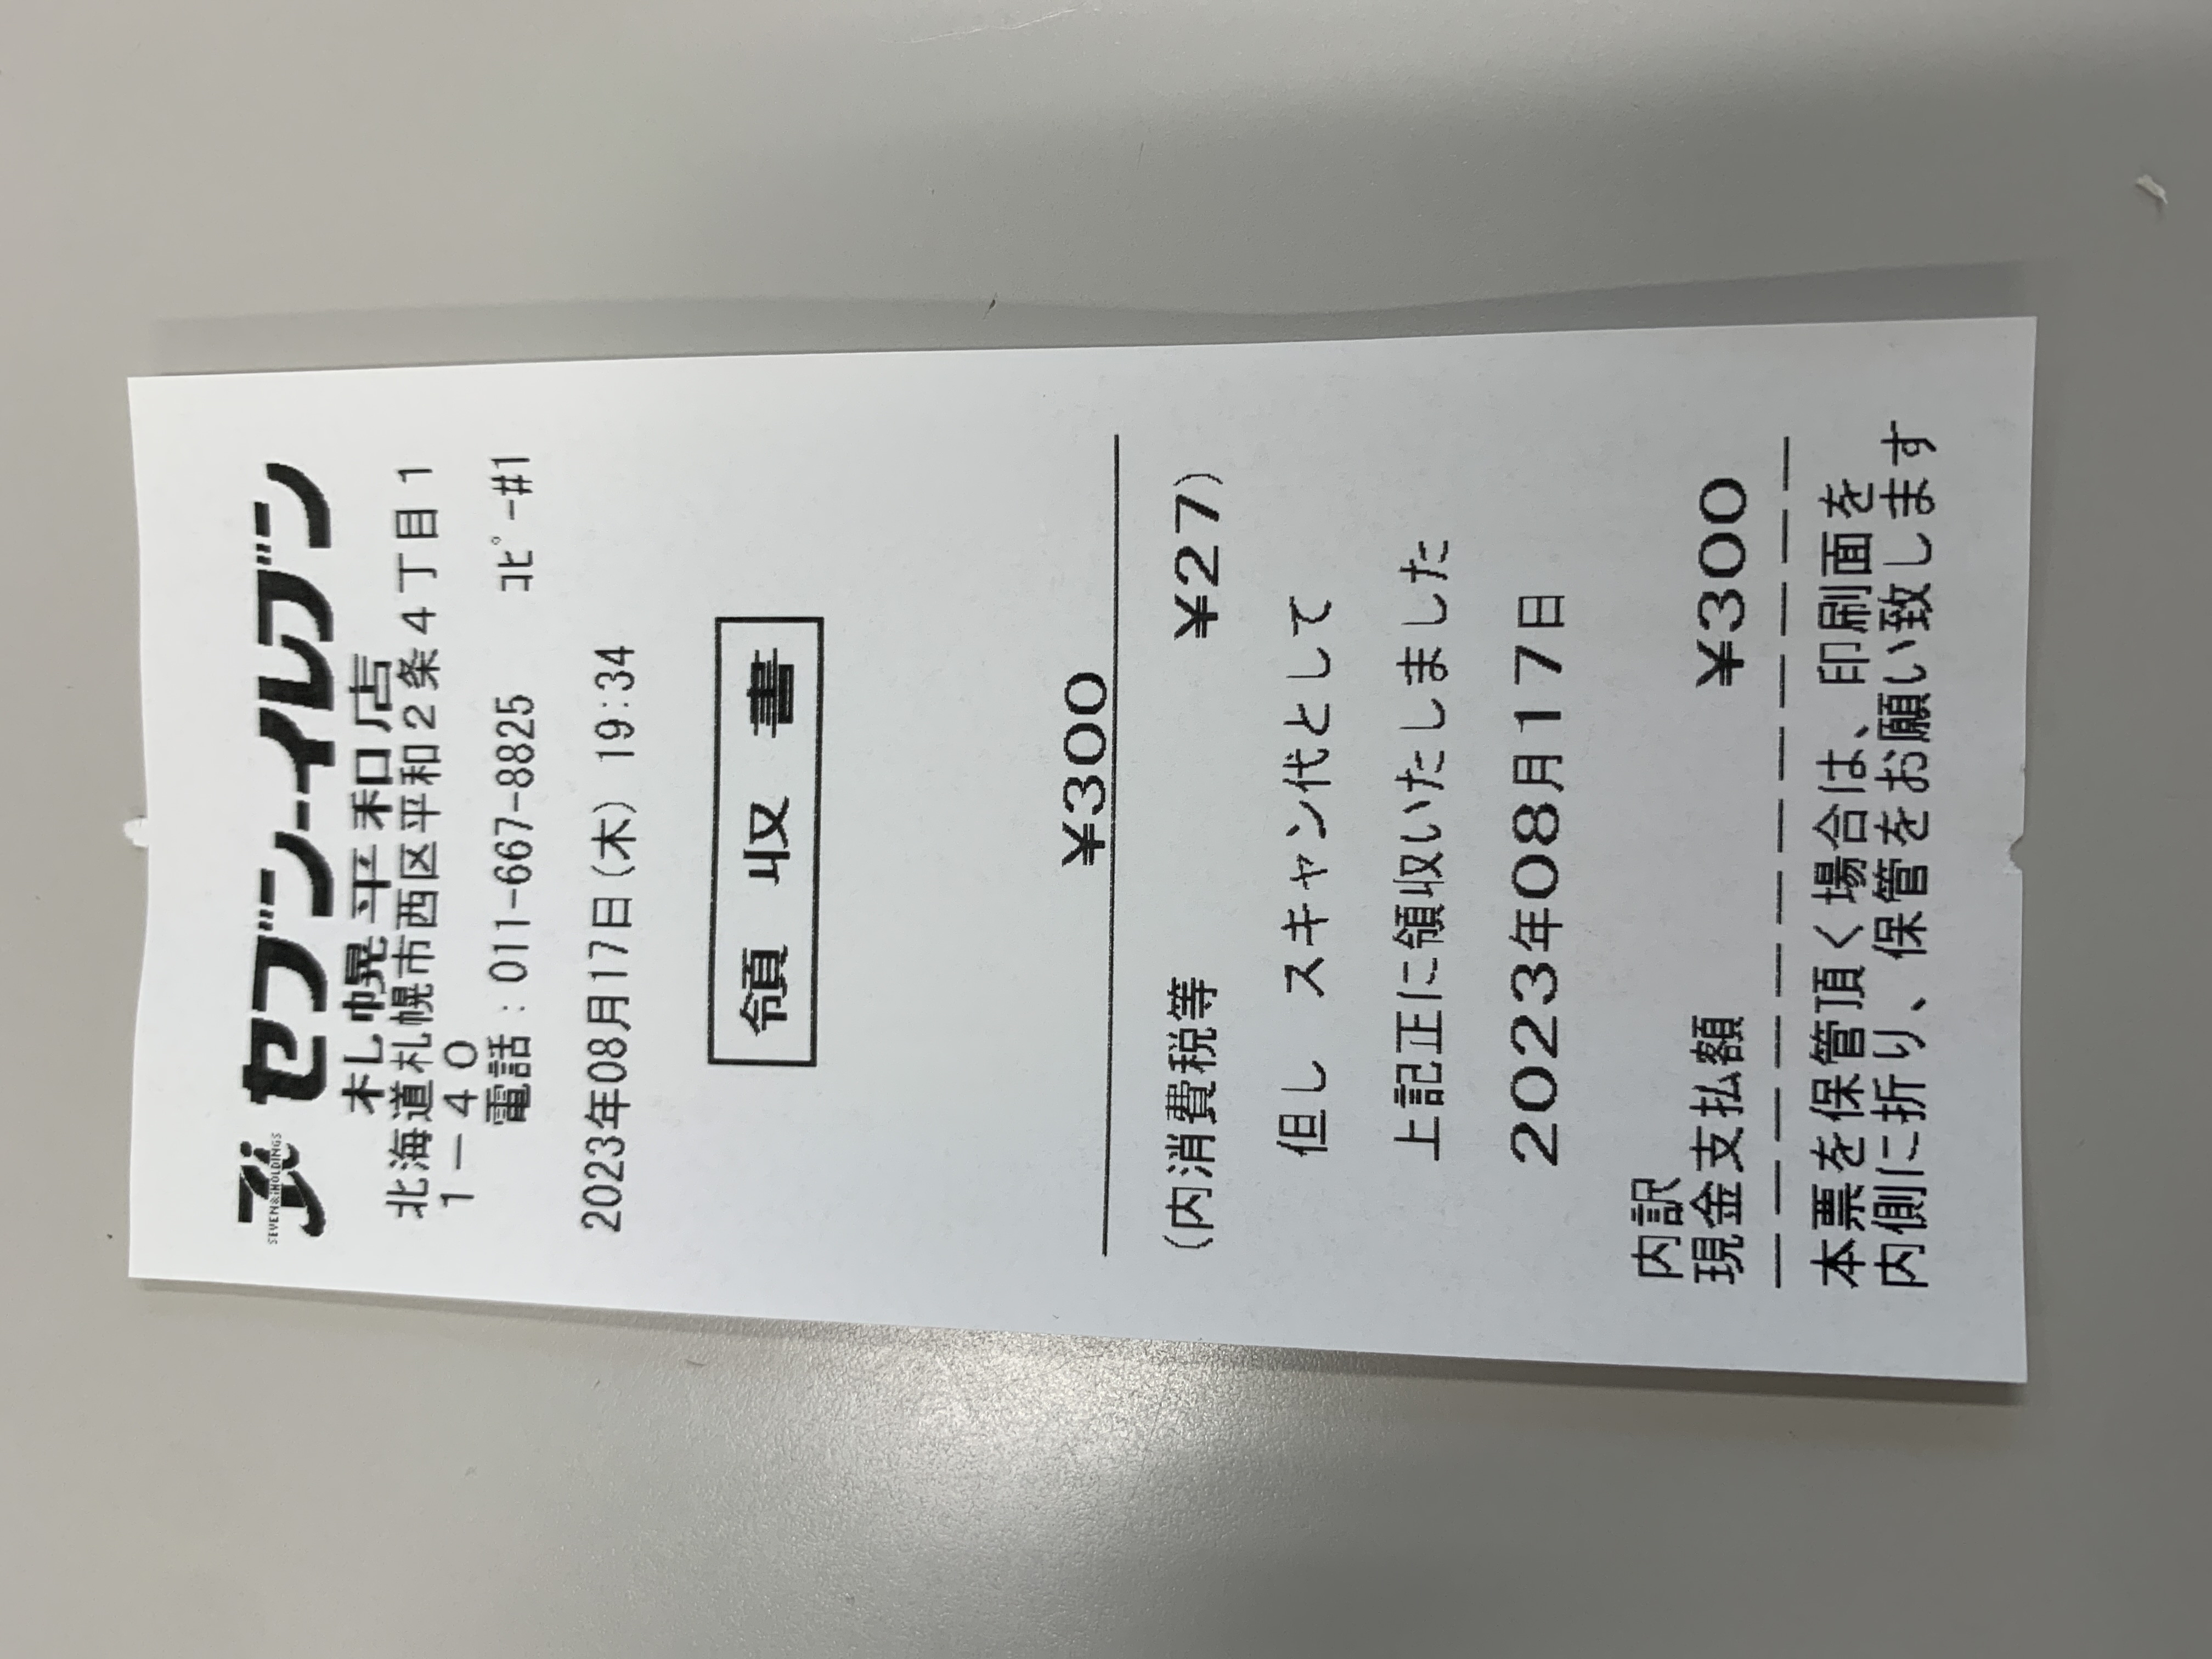 SEVEN&iHOLDINGS セブン-イレブン
札幌平和店
北海道札幌市西区平和2条4丁目1
1-40
電話:011-667-8825 コピー#1
2023年08月17日(木) 19:34
領収書
¥300
(内消費税等 ¥27)
但し スキャン代として
上記正に領収いたしました
2023年08月17日
内訳
現金支払額 ¥300
本票を保管頂く場合は、印刷面を
内側に折り、保管をお願い致します